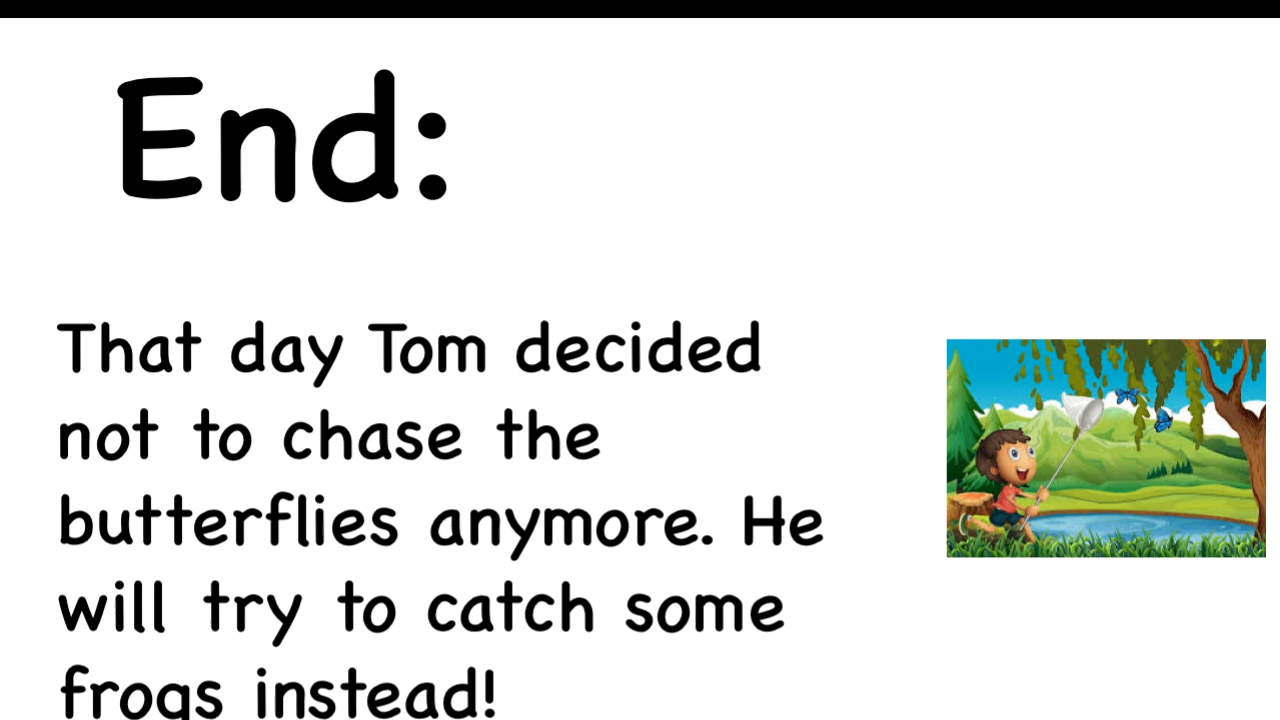 End:
That day Tom decided
not to chase the
butterflies anymore. He
will try to catch some
frogs instead!